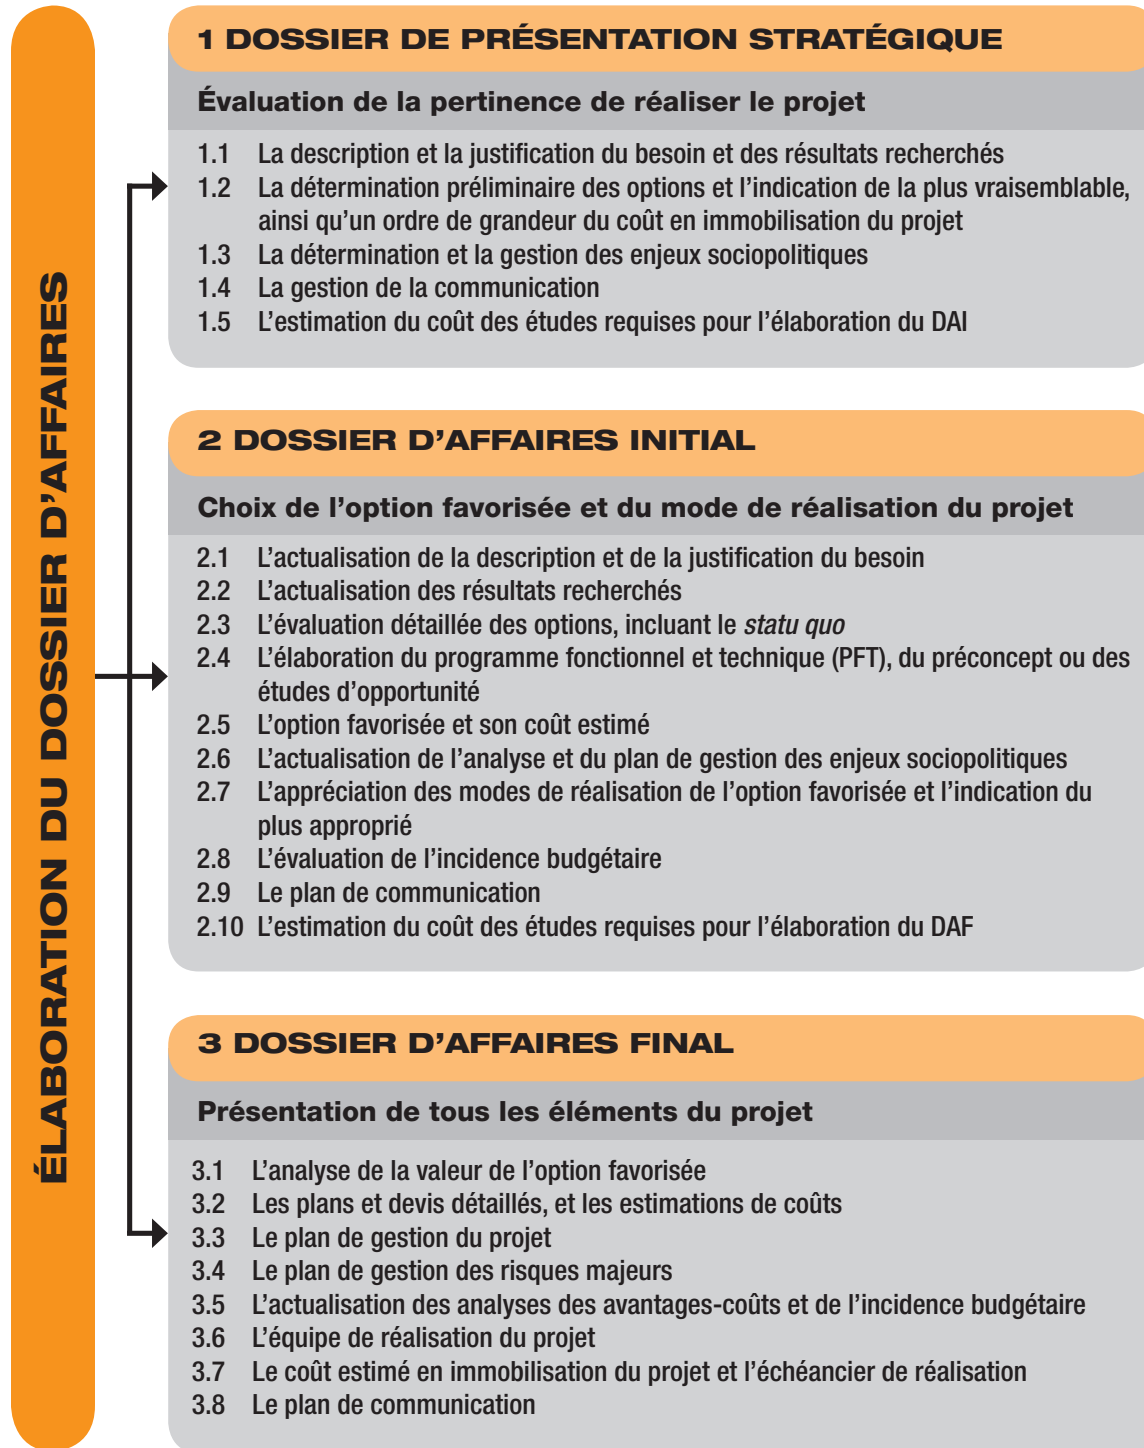 ÉLABORATION DU DOSSIER D’AFFAIRES
1 DOSSIER DE PRÉSENTATION STRATÉGIQUE
Évaluation de la pertinence de réaliser le projet
1.1 La description et la justification du besoin et des résultats recherchés
1.2 La détermination préliminaire des options et l’indication de la plus vraisemblable,
ainsi qu’un ordre de grandeur du coût en immobilisation du projet
1.3 La détermination et la gestion des enjeux sociopolitiques
1.4 La gestion de la communication
1.5 L’estimation du coût des études requises pour l’élaboration du DAI
2 DOSSIER D’AFFAIRES INITIAL
Choix de l’option favorisée et du mode de réalisation du projet
2.1 L’actualisation de la description et de la justification du besoin
2.2 L’actualisation des résultats recherchés
2.3 L’évaluation détaillée des options, incluant le statu quo
2.4 L’élaboration du programme fonctionnel et technique (PFT), du préconcept ou des
études d’opportunité
2.5 L’option favorisée et son coût estimé
2.6 L’actualisation de l’analyse et du plan de gestion des enjeux sociopolitiques
2.7 L’appréciation des modes de réalisation de l’option favorisée et l’indication du
plus approprié
2.8 L’évaluation de l’incidence budgétaire
2.9 Le plan de communication
2.10 L’estimation du coût des études requises pour l’élaboration du DAF
3 DOSSIER D’AFFAIRES FINAL
Présentation de tous les éléments du projet
3.1 L’analyse de la valeur de l’option favorisée
3.2 Les plans et devis détaillés, et les estimations de coûts
3.3 Le plan de gestion du projet
3.4 Le plan de gestion des risques majeurs
3.5 L’actualisation des analyses des avantages-coûts et de l’incidence budgétaire
3.6 L’équipe de réalisation du projet
3.7 Le coût estimé en immobilisation du projet et l’échéancier de réalisation
3.8 Le plan de communication